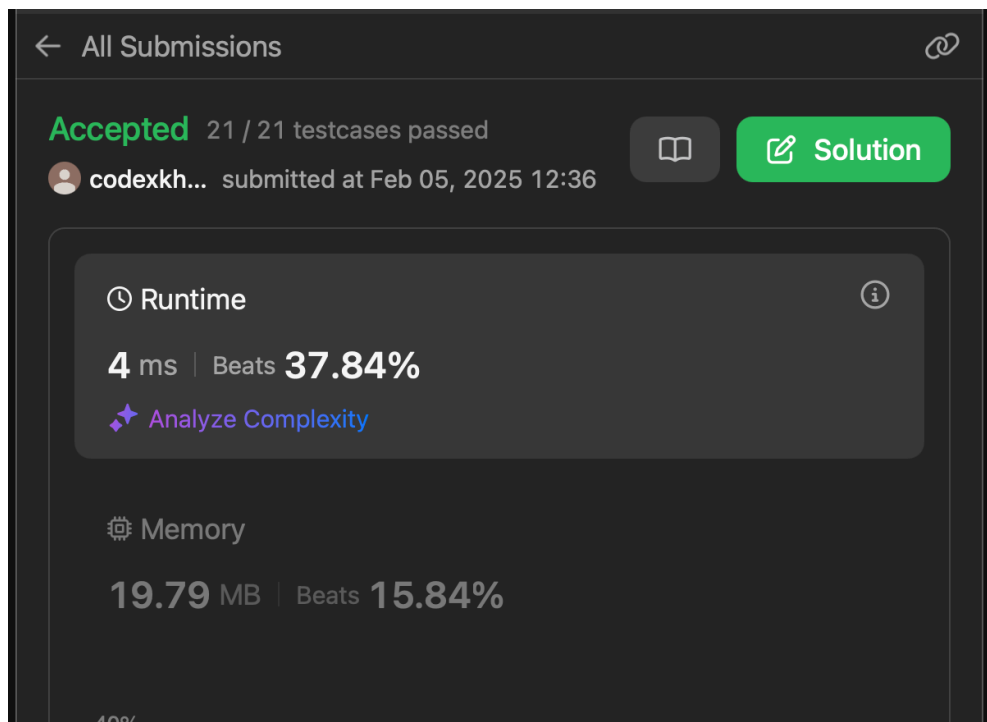 All Submissions
Accepted 21 / 21 testcases passed
codexkh... submitted at Feb 05, 2025 12:36
Solution
Runtime
4 ms | Beats 37.84%
Analyze Complexity
Memory
19.79 MB | Beats 15.84%